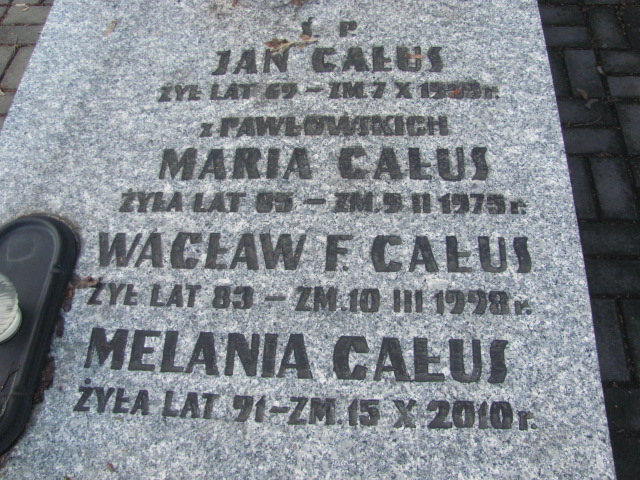 Ś P
JAN CAŁUS
ŻYŁ LAT 69 – ZM. 7 X r.
z PAWŁOWSKICH
MARIA CAŁUS
ŻYŁA LAT – ZM. 9 II 1975 r.
WACŁAW F. CAŁUS
ŻYŁ LAT 83 – ZM. 10 III 1998 r.
MELANIA CAŁUS
ŻYŁA LAT 91 – ZM. 15 X 2010 r.